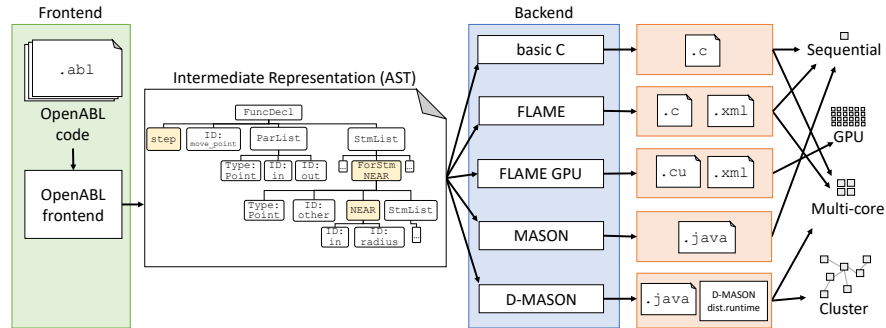 Frontend
.abl
OpenABL
code
OpenABL
frontend
Intermediate Representation (AST)
FuncDecl
step
ID:
move_point
ParList
StmList
Type:
Point
ID:
in
ID:
out
...
ForStm
NEAR
...
Type:
Point
ID:
other
NEAR
StmList
ID:
in
ID:
radius
...
Backend
basic C
FLAME
FLAME GPU
MASON
D-MASON
.c
.c
.xml
.cu
.xml
.java
.java
D-MASON
dist.runtime
Sequential
GPU
Multi-core
Cluster